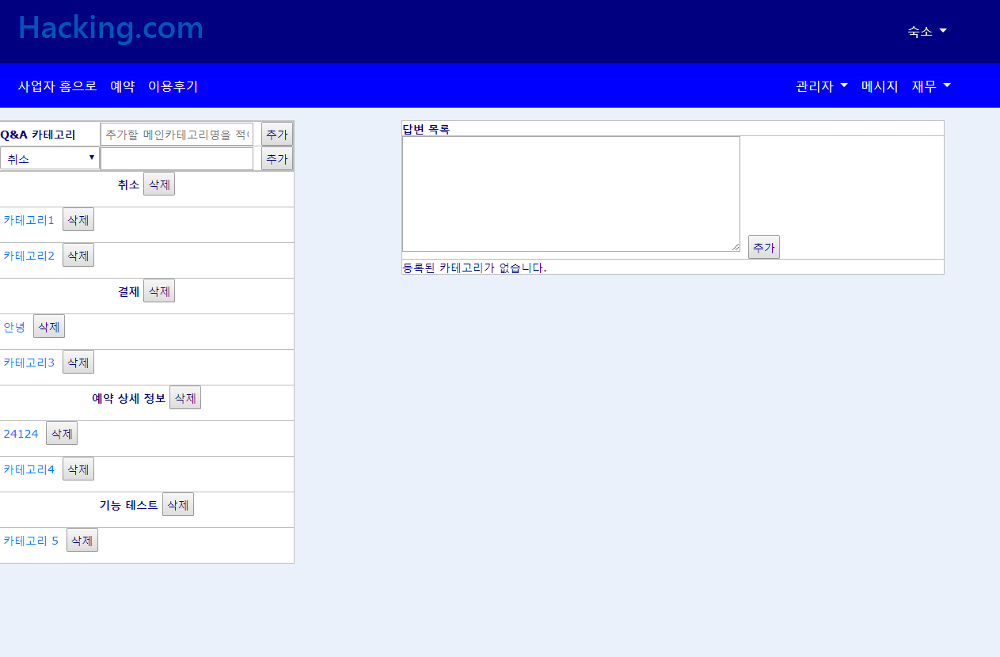 Hacking.com
숙소
사업자 홈으로 예약 이용후기
관리자 메시지 재무
Q&A 카테고리 추가할 메인카테고리명을 적 추가
취소 추가
취소 삭제
카테고리1 삭제
카테고리2 삭제
결제 삭제
안녕 삭제
카테고리3 삭제
예약 상세 정보 삭제
24124 삭제
카테고리4 삭제
기능 테스트 삭제
카테고리 5 삭제
답변 목록
추가
등록된 카테고리가 없습니다.